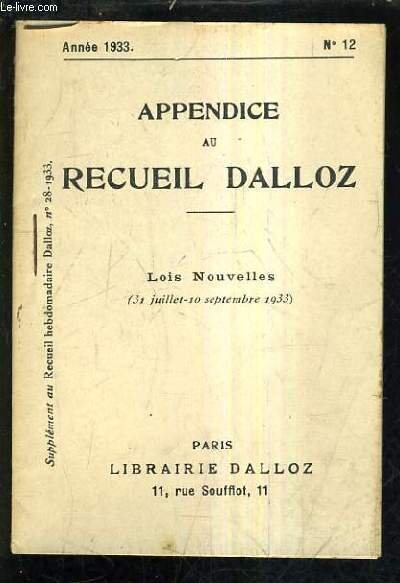 Le-Livre.com
Année 1933. N° 12
APPENDICE
AU
RECUEIL DALLOZ
Lois Nouvelles
(31 juillet-10 septembre 1933)
Supplément au Recueil hebdomadaire Dalloz, n° 28-1933.
PARIS
LIBRAIRIE DALLOZ
11, rue Soufflot, 11